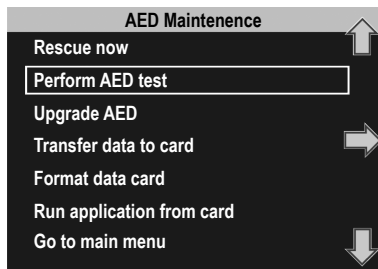 AED Maintenence
Rescue now
Perform AED test
Upgrade AED
Transfer data to card
Format data card
Run application from card
Go to main menu